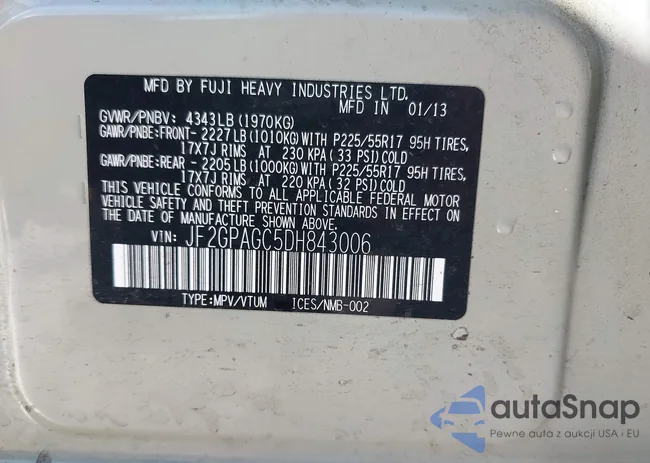 MFD BY FUJI HEAVY INDUSTRIES LTD.
MFD IN 01/13
GVWR/PNBV: 4343LB(1970KG)
GAWR/PNBE:FRONT- 2227LB(1010KG)WITH P225/55R17 95H TIRES,
17X7J RIMS AT 230 KPA(33 PSI)COLD
GAWR/PNBE:REAR - 2205LB(1000KG)WITH P225/55R17 95H TIRES,
17X7J RIMS AT 220 KPA(32 PSI)COLD
THIS VEHICLE CONFORMS TO ALL APPLICABLE FEDERAL MOTOR
VEHICLE SAFETY AND THEFT PREVENTION STANDARDS IN EFFECT ON
THE DATE OF MANUFACTURE SHOWN ABOVE.
VIN: JF2GPAGC5DH843006
TYPE:MPV/VTUM ICES/NMB-002
autaSnap
Pewne auta z aukcji USA i EU